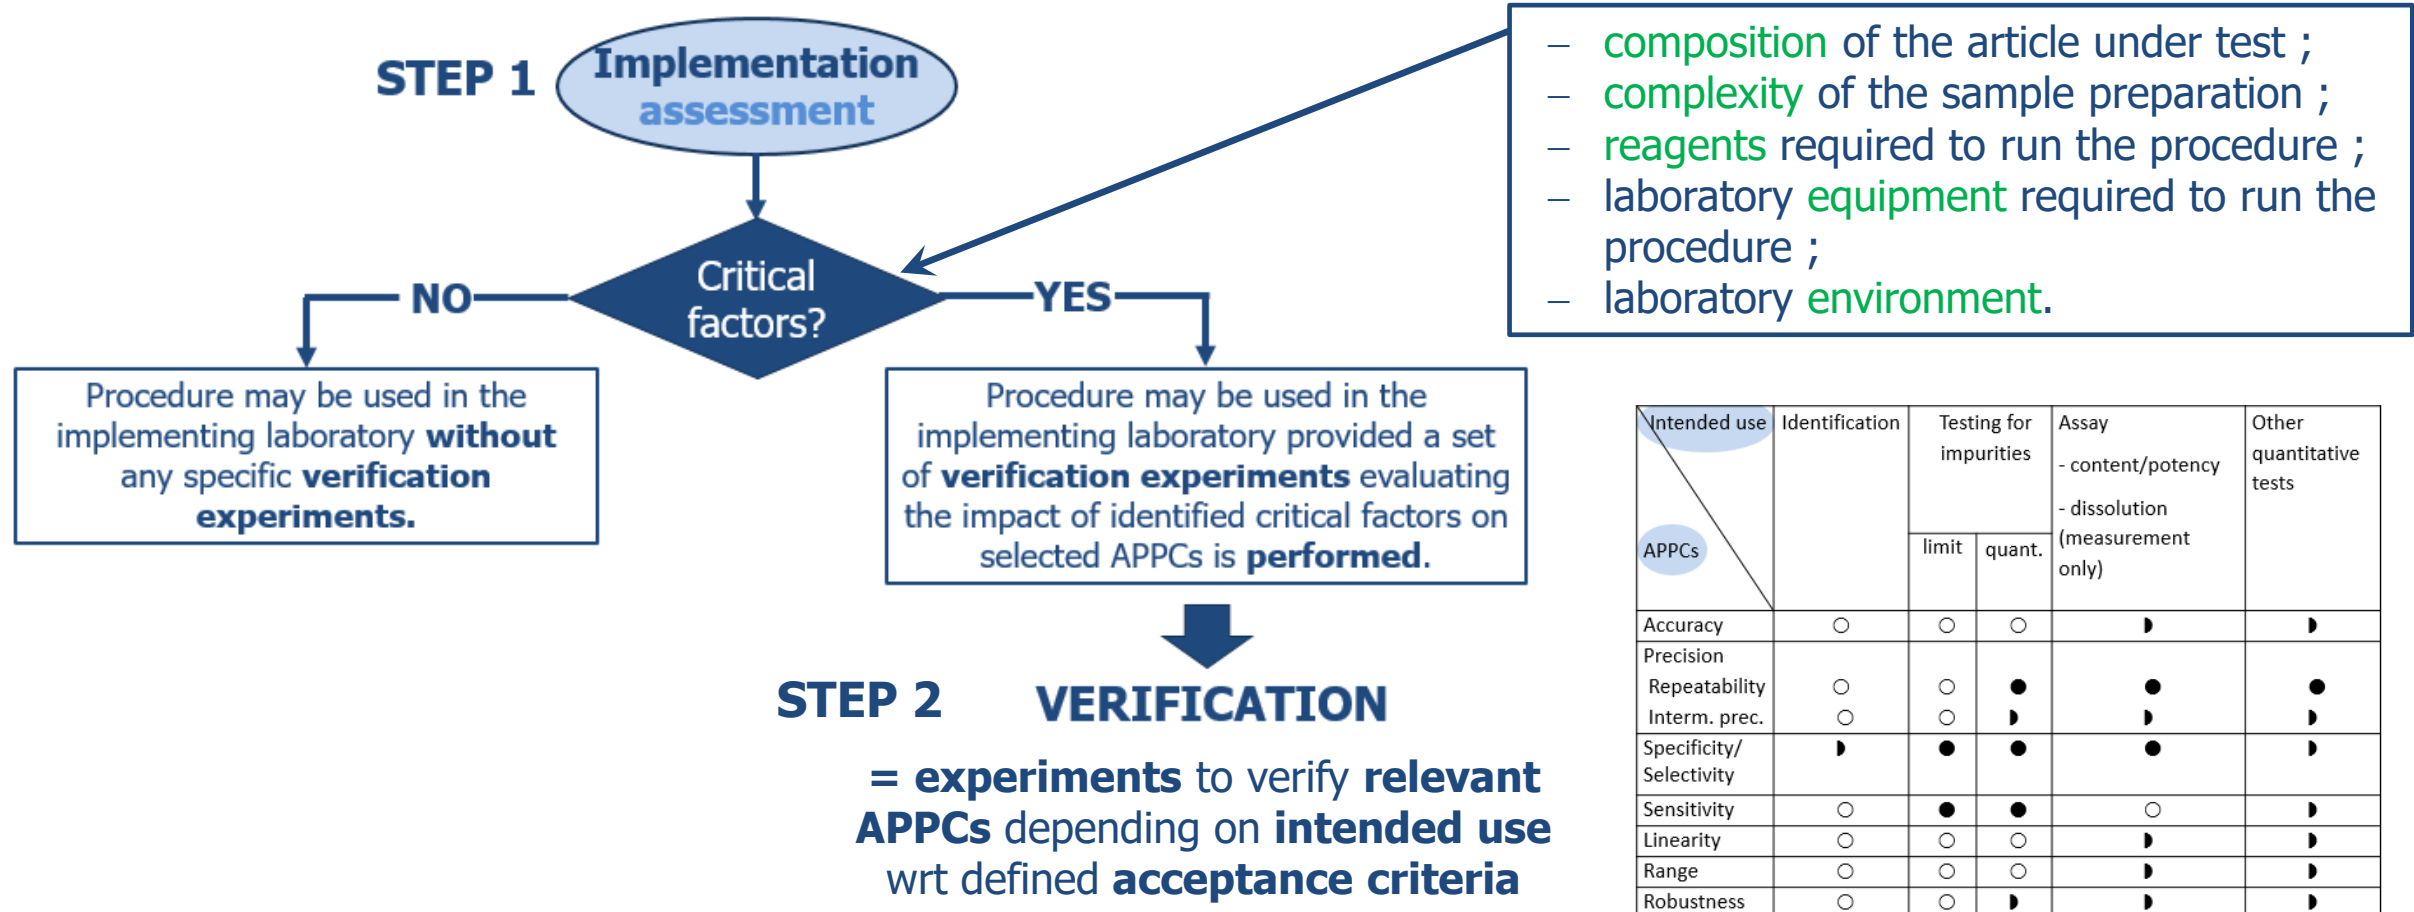 STEP 1
Implementation
assessment
– composition of the article under test ;
– complexity of the sample preparation ;
– reagents required to run the procedure ;
– laboratory equipment required to run the
procedure ;
– laboratory environment.
Critical
factors?
NO
YES
Procedure may be used in the
implementing laboratory without
any specific verification
experiments.
Procedure may be used in the
implementing laboratory provided a set
of verification experiments evaluating
the impact of identified critical factors on
selected APPCs is performed.
STEP 2
VERIFICATION
= experiments to verify relevant
APPCs depending on intended use
wrt defined acceptance criteria
Intended use
APPCs
Identification
Testing for
impurities
limit
quant.
Assay
- content/potency
- dissolution
(measurement
only)
Other
quantitative
tests
Accuracy ○ ○ ○ ◗ ◗
Precision
Repeatability ○ ○ ● ● ●
Interm. prec. ○ ○ ◗ ◗ ◗
Specificity/ ◗ ● ● ● ◗
Selectivity
Sensitivity ○ ● ● ○ ◗
Linearity ○ ○ ○ ◗ ◗
Range ○ ○ ○ ◗ ◗
Robustness ○ ○ ◗ ◗ ◗